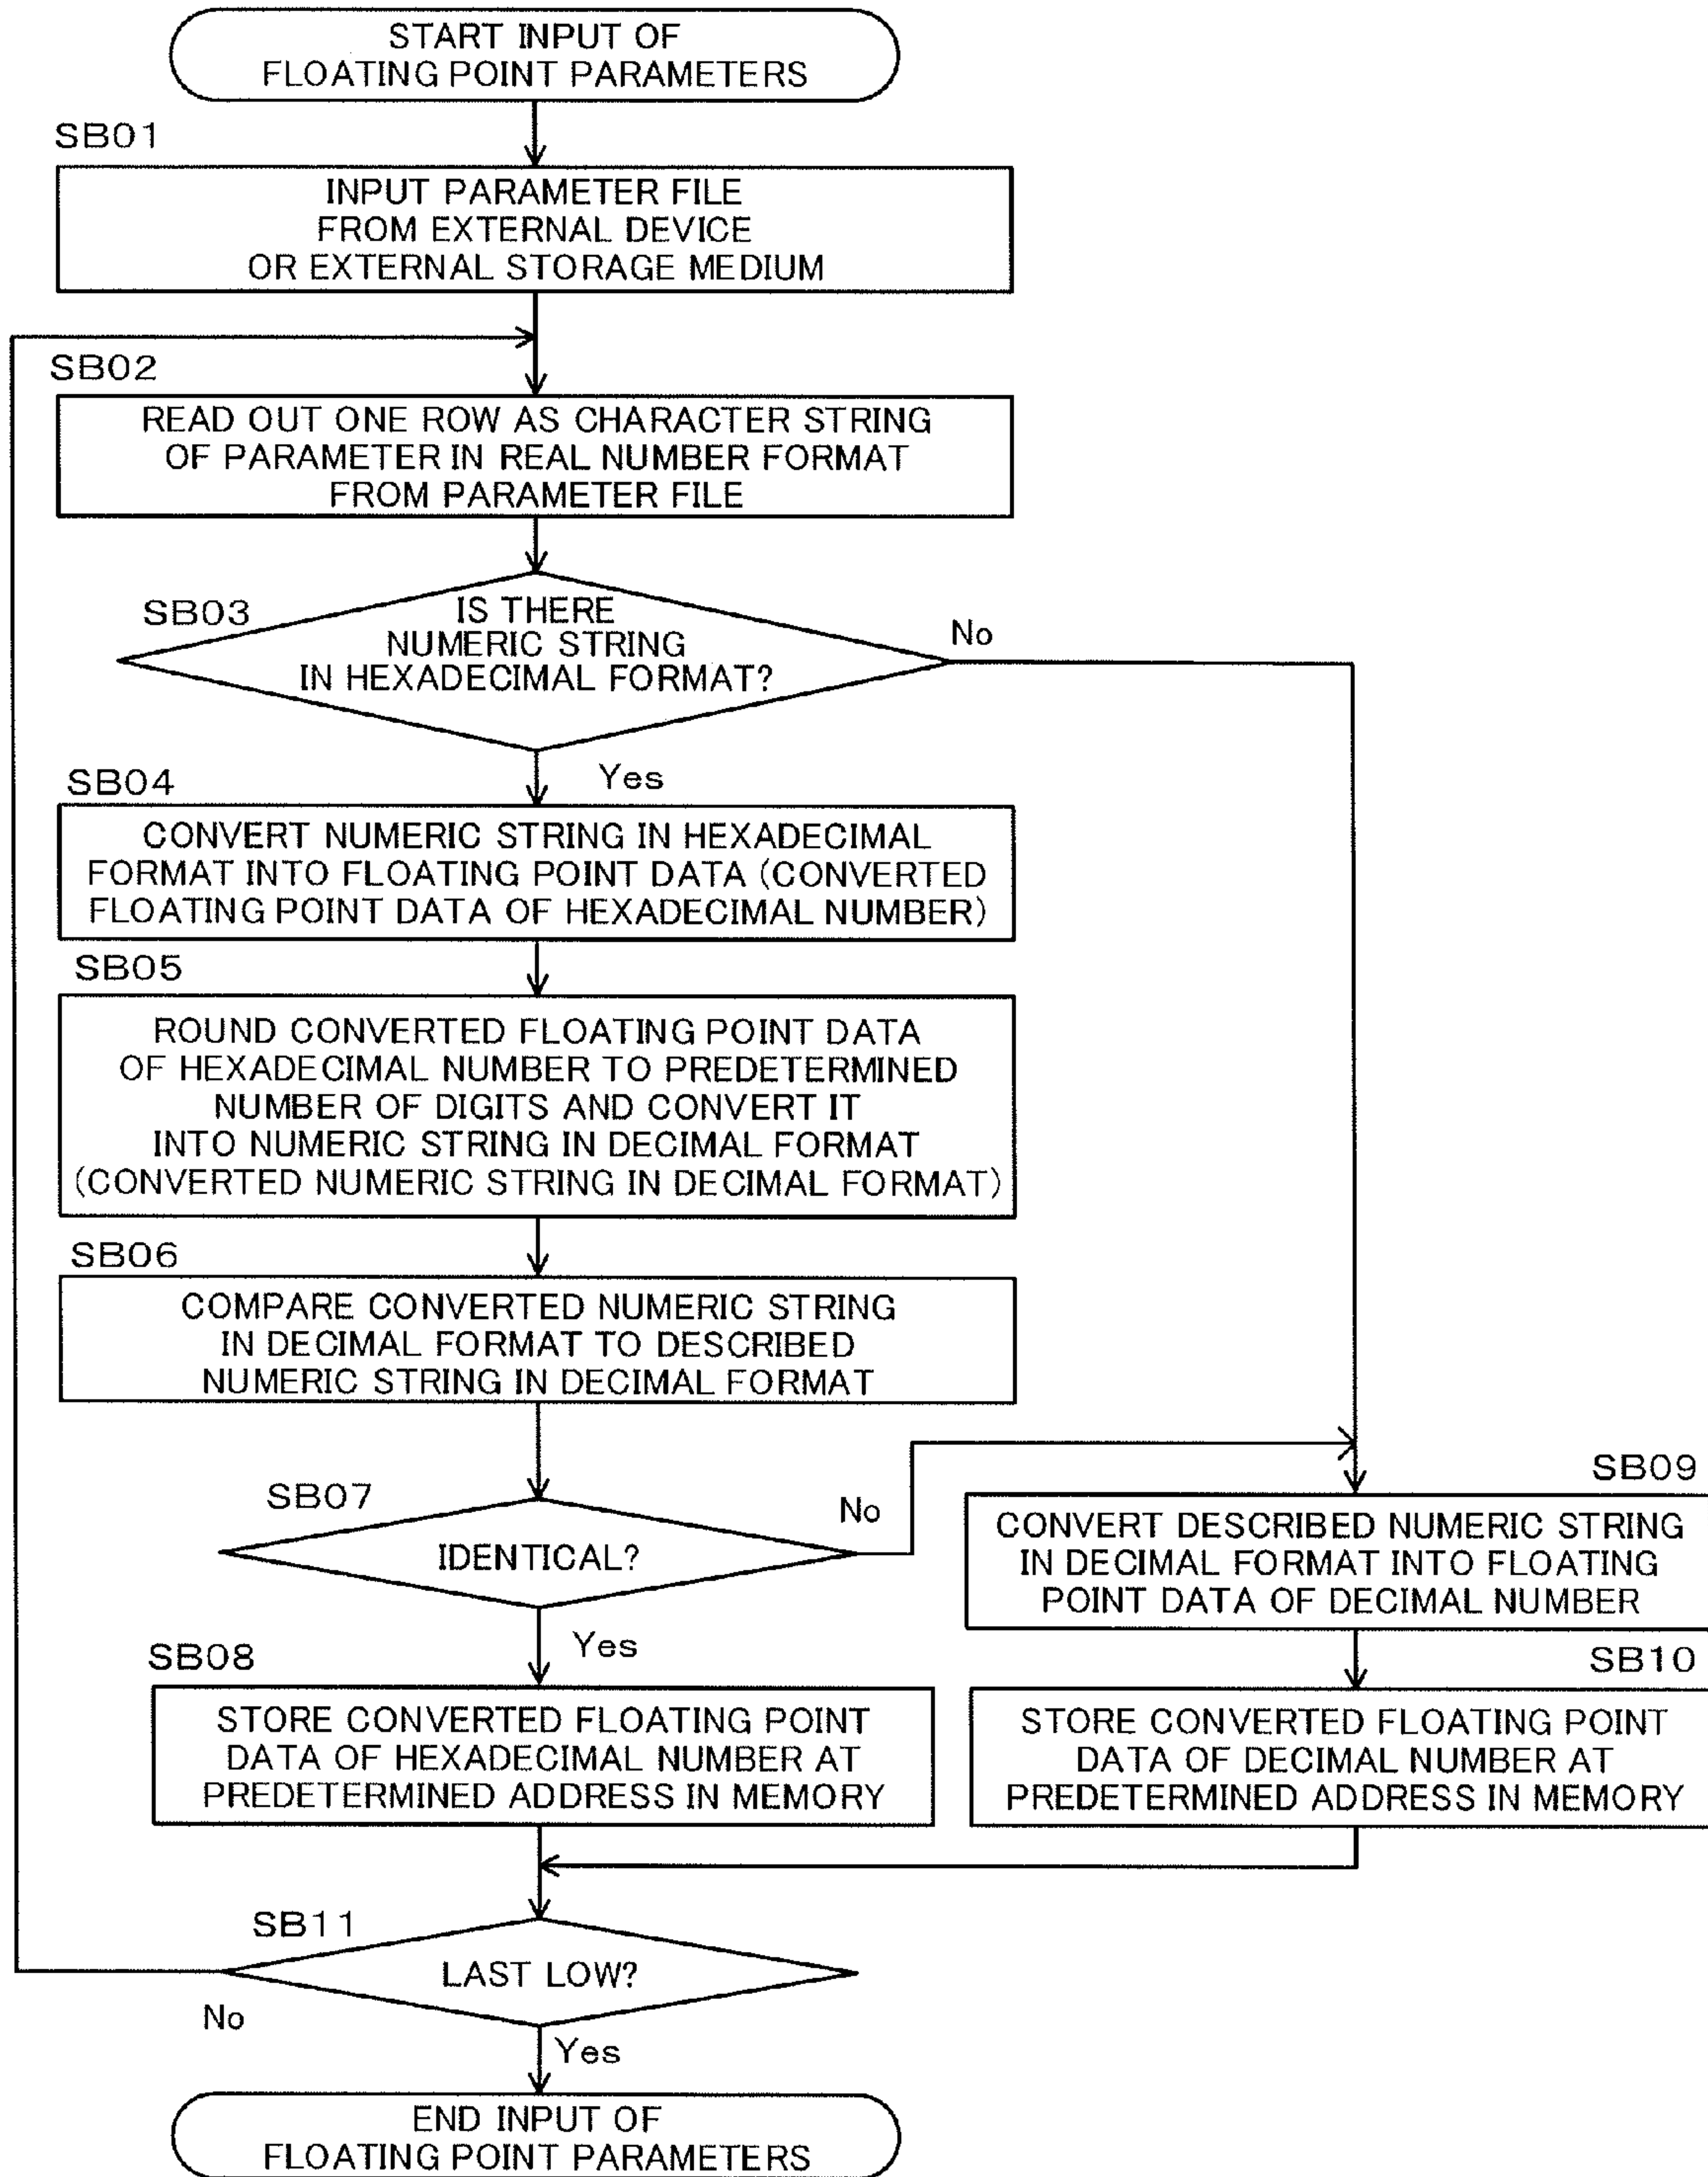 START INPUT OF
FLOATING POINT PARAMETERS
SB01
INPUT PARAMETER FILE
FROM EXTERNAL DEVICE
OR EXTERNAL STORAGE MEDIUM
SB02
READ OUT ONE ROW AS CHARACTER STRING
OF PARAMETER IN REAL NUMBER FORMAT
FROM PARAMETER FILE
SB03
IS THERE
NUMERIC STRING
IN HEXADECIMAL FORMAT?
No
Yes
SB04
CONVERT NUMERIC STRING IN HEXADECIMAL
FORMAT INTO FLOATING POINT DATA (CONVERTED
FLOATING POINT DATA OF HEXADECIMAL NUMBER)
SB05
ROUND CONVERTED FLOATING POINT DATA
OF HEXADECIMAL NUMBER TO PREDETERMINED
NUMBER OF DIGITS AND CONVERT IT
INTO NUMERIC STRING IN DECIMAL FORMAT
(CONVERTED NUMERIC STRING IN DECIMAL FORMAT)
SB06
COMPARE CONVERTED NUMERIC STRING
IN DECIMAL FORMAT TO DESCRIBED
NUMERIC STRING IN DECIMAL FORMAT
SB07
IDENTICAL?
No
Yes
SB08
STORE CONVERTED FLOATING POINT
DATA OF HEXADECIMAL NUMBER AT
PREDETERMINED ADDRESS IN MEMORY
SB09
CONVERT DESCRIBED NUMERIC STRING
IN DECIMAL FORMAT INTO FLOATING
POINT DATA OF DECIMAL NUMBER
SB10
STORE CONVERTED FLOATING POINT
DATA OF DECIMAL NUMBER AT
PREDETERMINED ADDRESS IN MEMORY
SB11
LAST LOW?
No
Yes
END INPUT OF
FLOATING POINT PARAMETERS